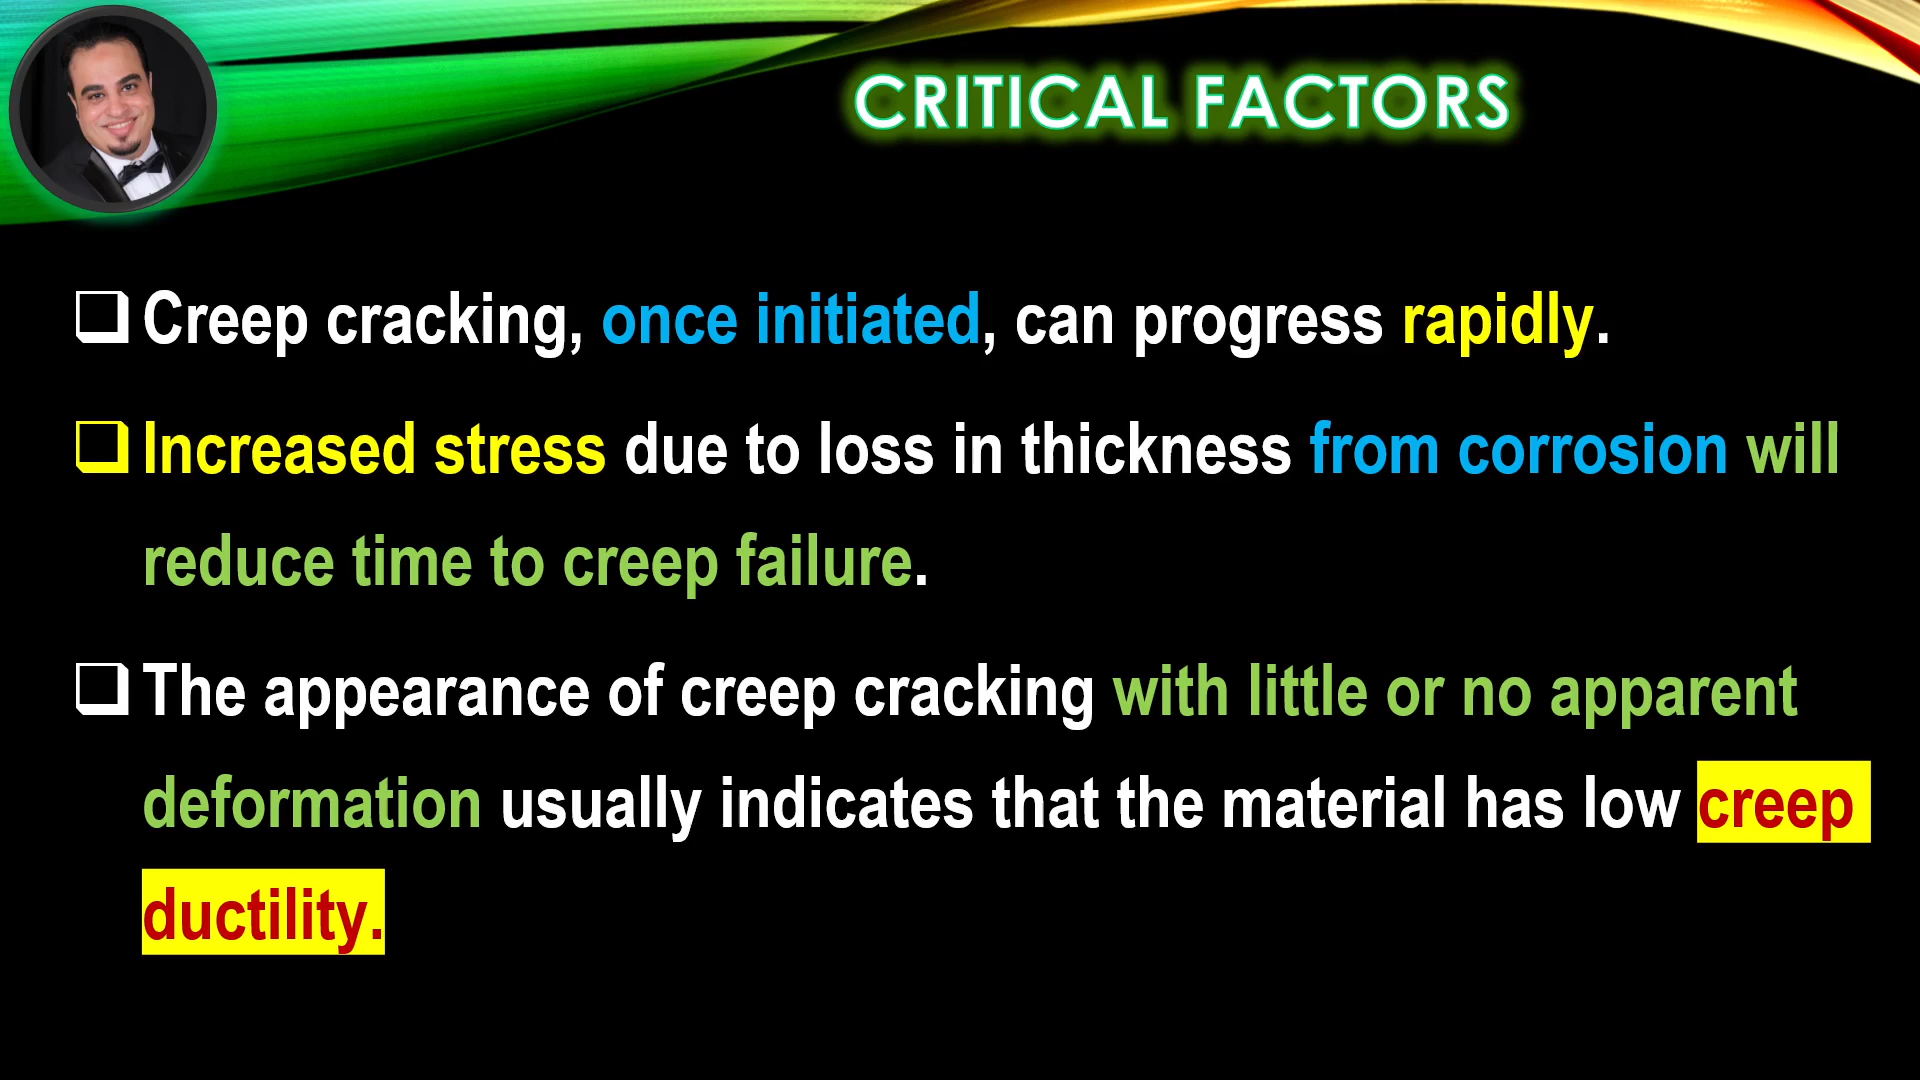 CRITICAL FACTORS
Creep cracking, once initiated, can progress rapidly.
Increased stress due to loss in thickness from corrosion will
reduce time to creep failure.
The appearance of creep cracking with little or no apparent
deformation usually indicates that the material has low creep
ductility.